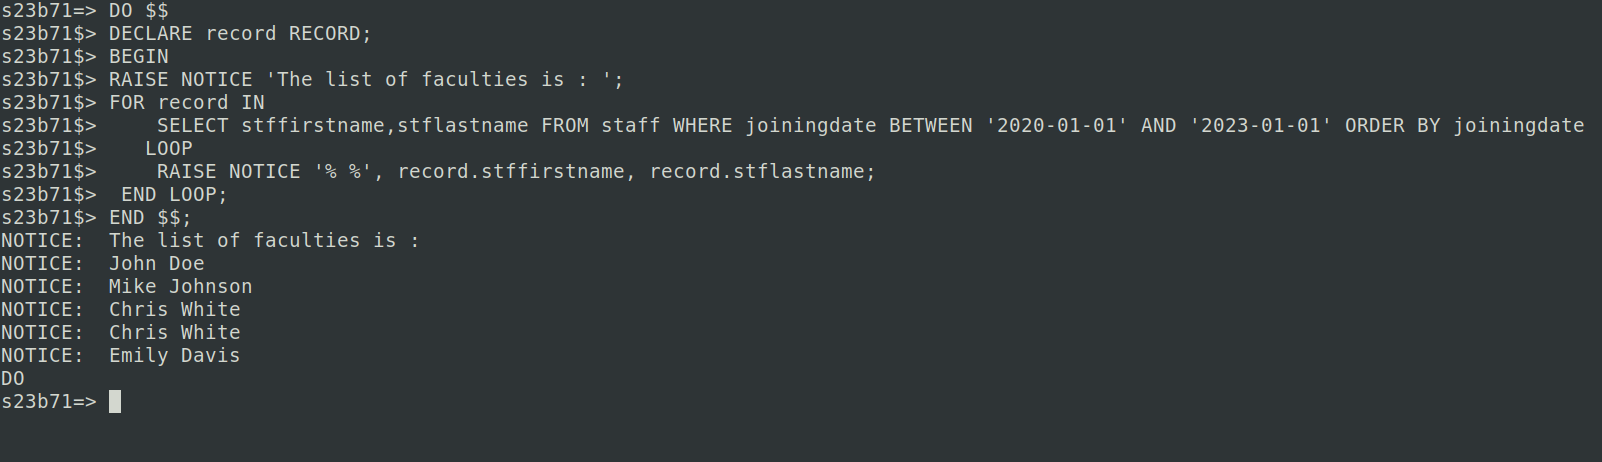 s23b71=> DO $$
s23b71$> DECLARE record RECORD;
s23b71$> BEGIN
s23b71$> RAISE NOTICE 'The list of faculties is : ';
s23b71$> FOR record IN
s23b71$>     SELECT stffirstname,stflastname FROM staff WHERE joiningdate BETWEEN '2020-01-01' AND '2023-01-01' ORDER BY joiningdate
s23b71$>    LOOP
s23b71$>     RAISE NOTICE '% %', record.stffirstname, record.stflastname;
s23b71$>  END LOOP;
s23b71$> END $$;
NOTICE:  The list of faculties is :
NOTICE:  John Doe
NOTICE:  Mike Johnson
NOTICE:  Chris White
NOTICE:  Chris White
NOTICE:  Emily Davis
DO
s23b71=>